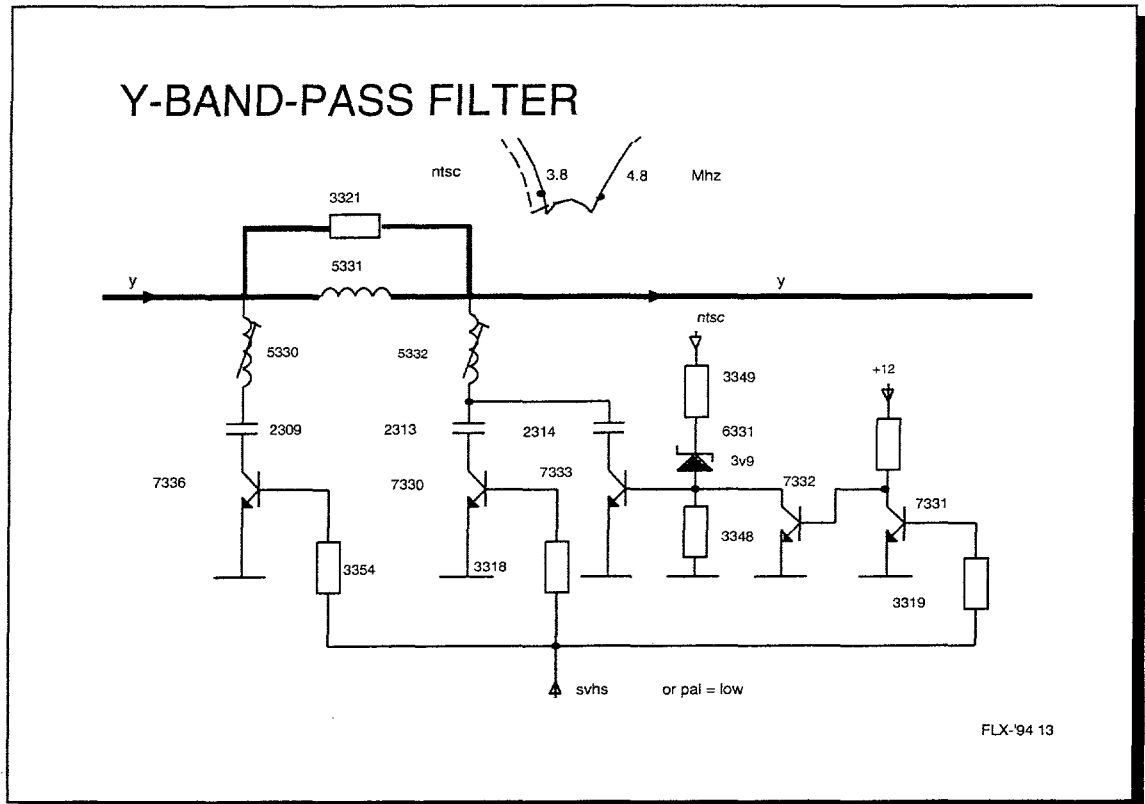 Y-BAND-PASS FILTER
ntsc
3.8
4.8
Mhz
3321
5331
y
y
5330
5332
ntsc
3349
+12
2309
2313
2314
6331
3v9
7336
7330
7333
7332
7331
3354
3318
3348
3319
svhs
or pal = low
FLX-'94 13